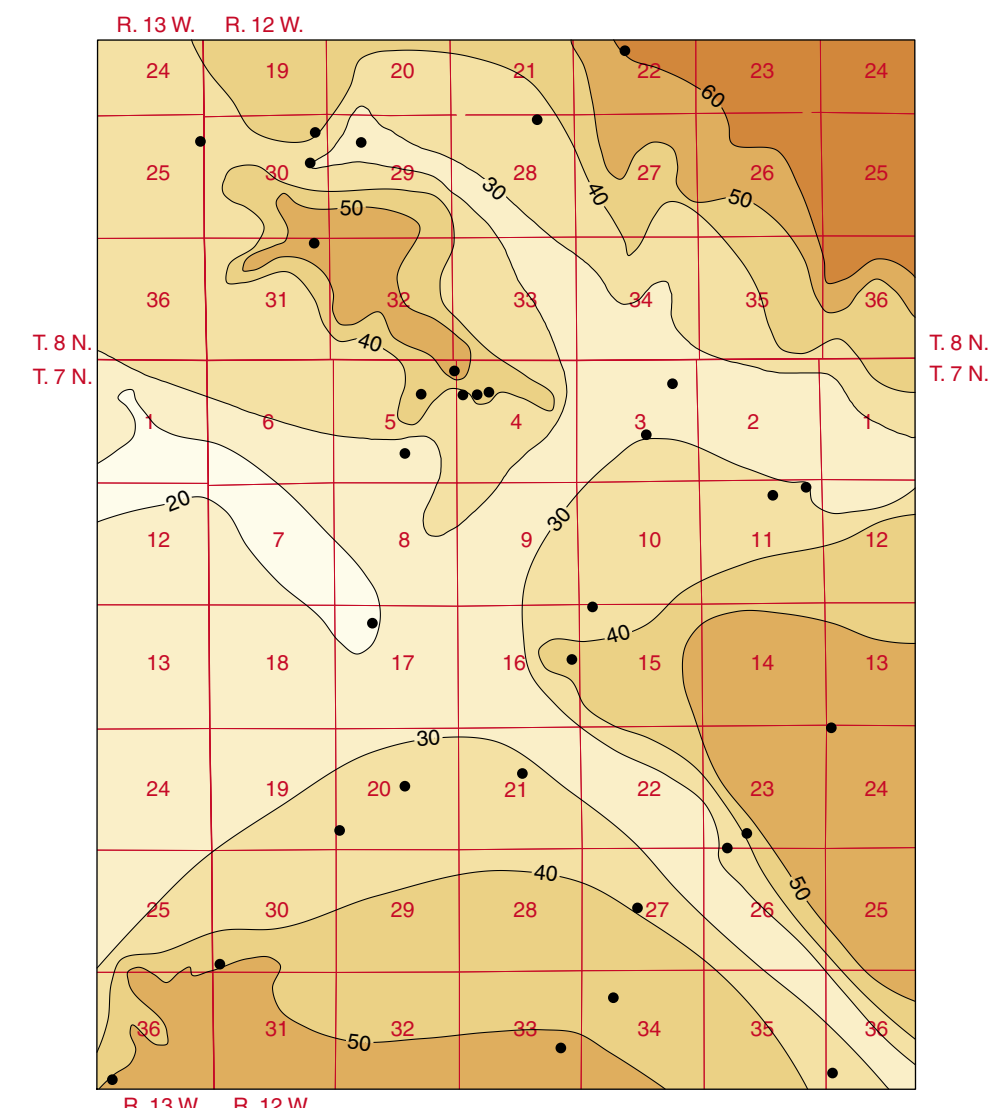 R. 13 W. R. 12 W.
24 19 20 21 22 23 24
60
25 30 29 28 27 26 25
30 40 50
50
36 31 32 33 34 35 36
40
T. 8 N. T. 8 N.
T. 7 N. T. 7 N.
1 6 5 4 3 2 1
20 30
12 7 8 9 10 11 12
40
13 18 17 16 15 14 13
30
24 19 20 21 22 23 24
40 50
25 30 29 28 27 26 25
36 31 32 33 34 35 36
50
R. 13 W. R. 12 W.